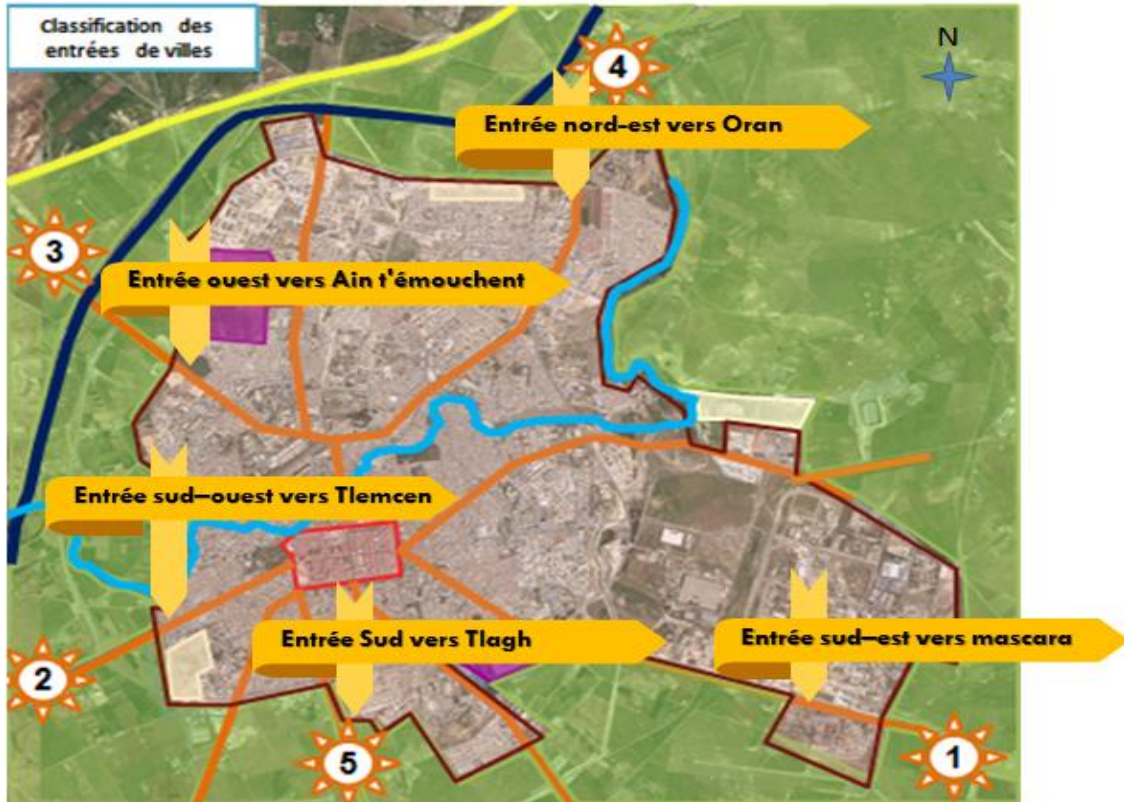 Classification des
entrées de villes
N
4
Entrée nord-est vers Oran
3
Entrée ouest vers Ain t'émouchent
Entrée sud-ouest vers Tlemcen
Entrée Sud vers Tlagh
Entrée sud-est vers mascara
2
5
1